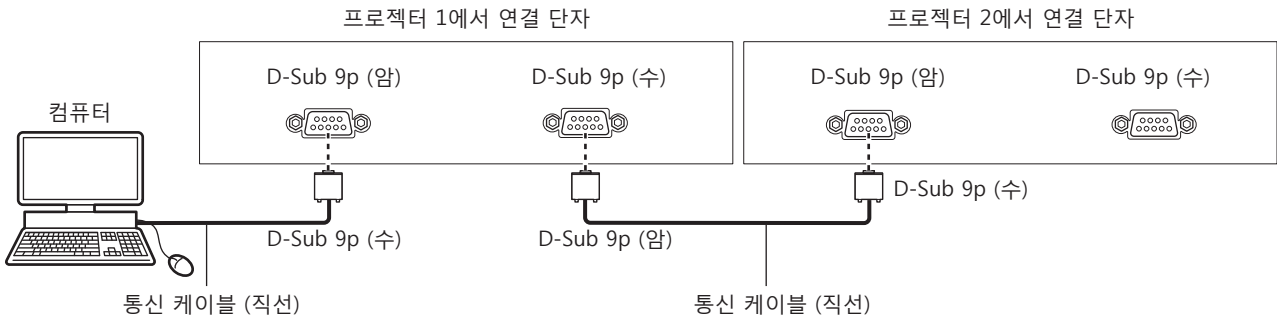 프로젝터 1에서 연결 단자
프로젝터 2에서 연결 단자
D-Sub 9p (암)
D-Sub 9p (수)
D-Sub 9p (암)
D-Sub 9p (수)
컴퓨터
D-Sub 9p (수)
D-Sub 9p (수)
D-Sub 9p (암)
통신 케이블 (직선)
통신 케이블 (직선)